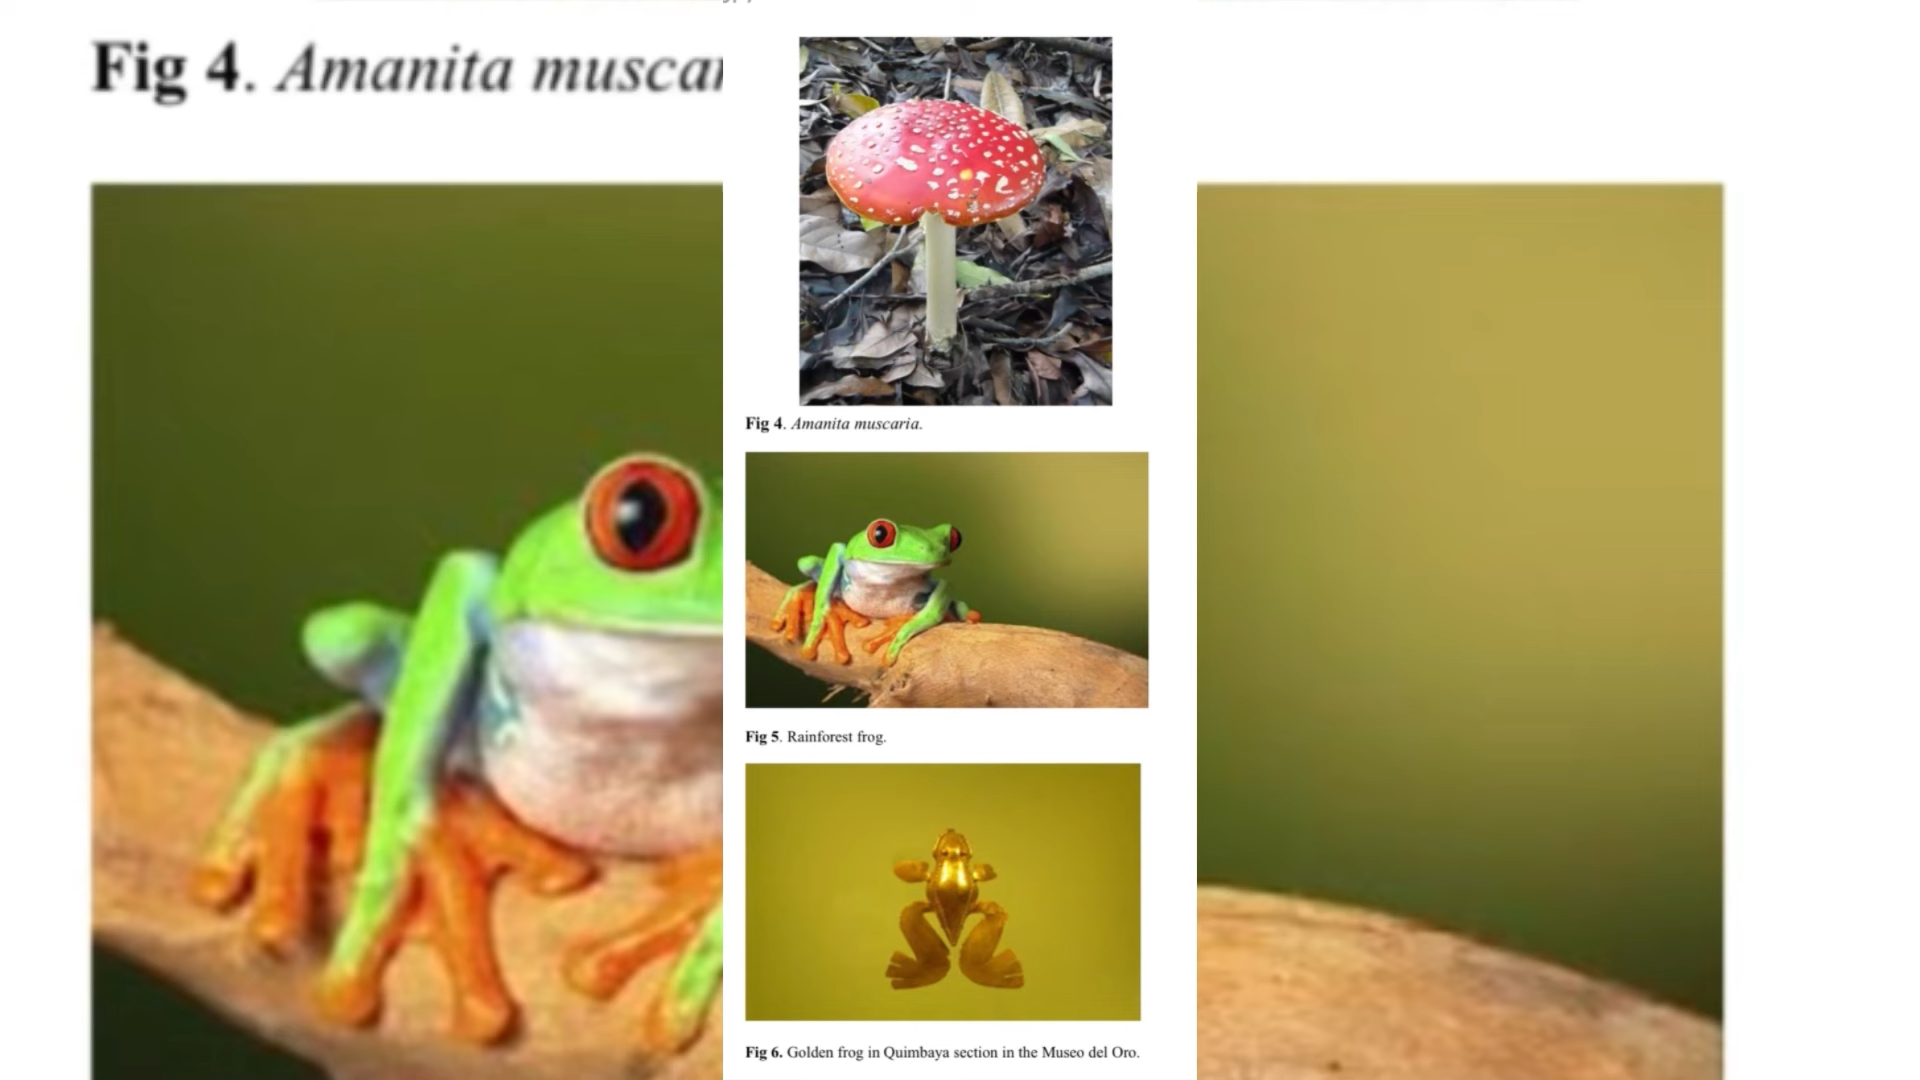 Fig 4. Amanita muscar
Fig 4. Amanita muscaria.
Fig 5. Rainforest frog.
Fig 6. Golden frog in Quimbaya section in the Museo del Oro.